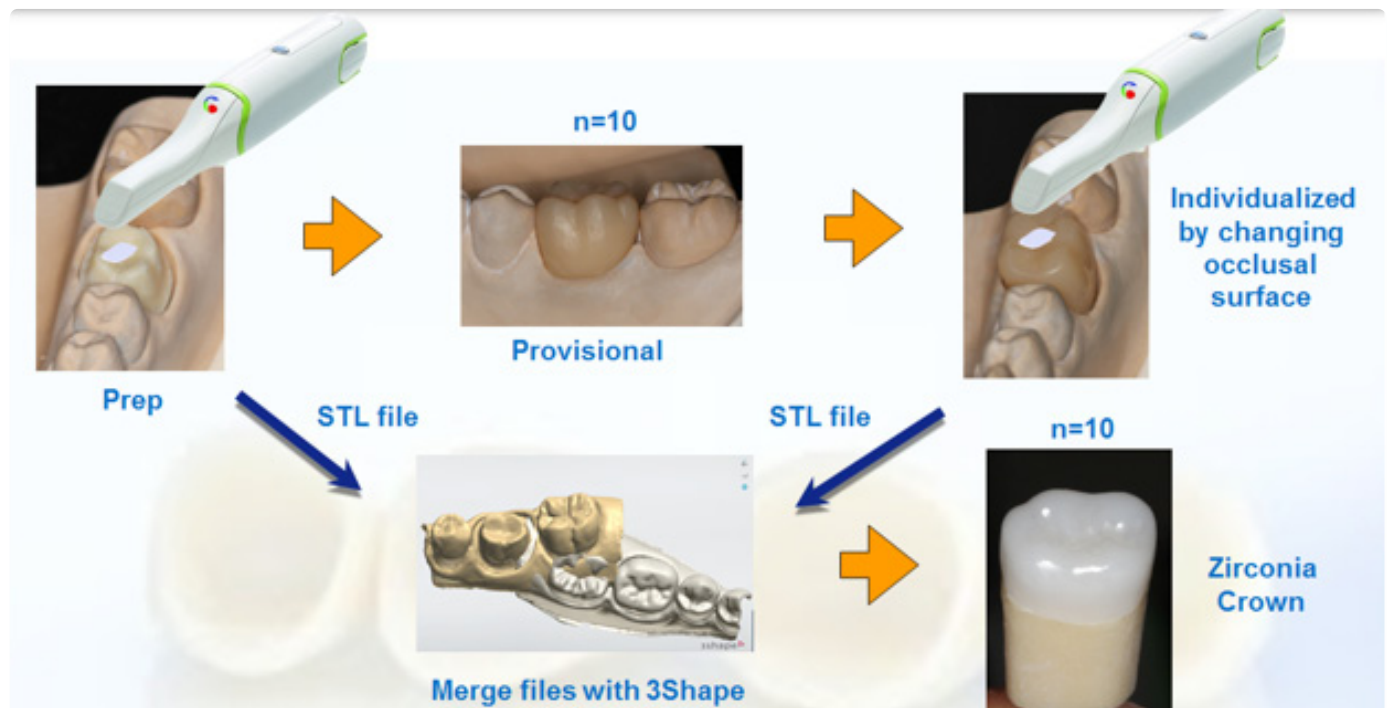 n=10
Individualized
by changing
occlusal
surface
Provisional
Prep
STL file
STL file
n=10
Zirconia
Crown
3shape
Merge files with 3Shape